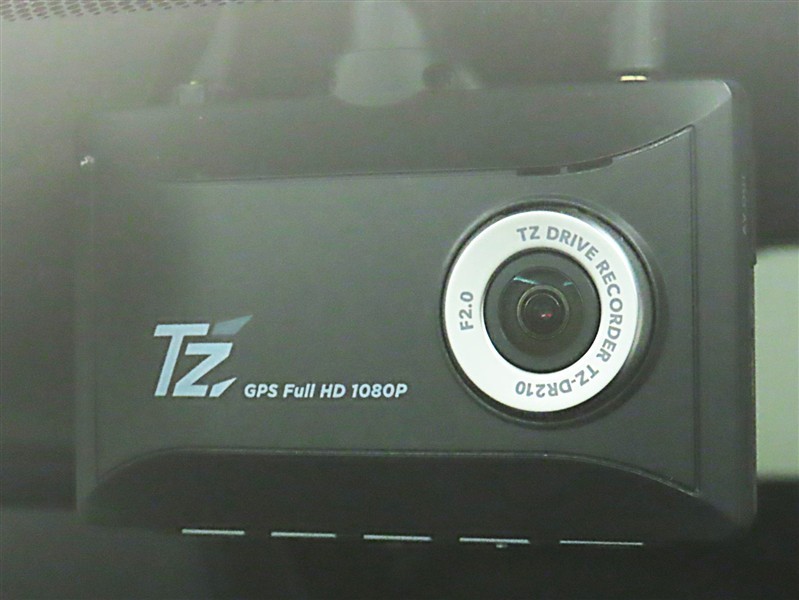 TZ DRIVE RECORDER TZ-DR210
F2.0
TZ
GPS Full HD 1080P